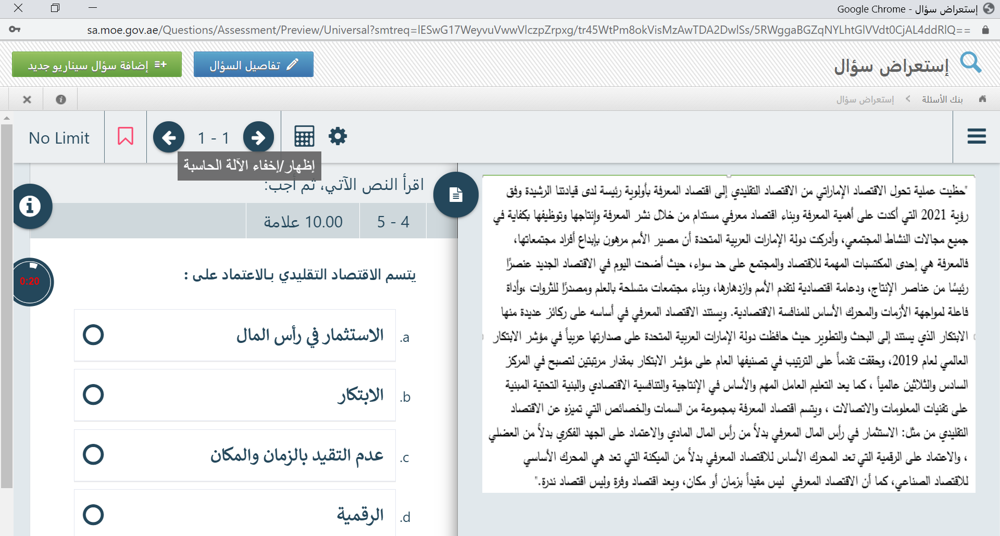 إستعراض سؤال - Google Chrome
sa.moe.gov.ae/Questions/Assessment/Preview/Universal?smtreq=lESwG17WeyvuVwwVlczpZrpxg/tr45WtPm8okVisMzAwTDA2DwlSs/5RWggaBGZqNYLhtGlVVdt0CjAL4ddRlQ==
إستعراض سؤال
تفاصيل السؤال
إضافة سؤال سيناريو جديد
بنك الأسئلة
إستعراض سؤال
No Limit
1 - 1
إظهار/إخفاء الآلة الحاسبة
"حظيت عملية تحول الاقتصاد الإماراتي من الاقتصاد التقليدي إلى اقتصاد المعرفة بأولوية رئيسة لدى قيادتنا الرشيدة وفق
رؤية 2021 التي أكدت على أهمية المعرفة وبناء اقتصاد معرفي مستدام من خلال نشر المعرفة وإنتاجها وتوظيفها بكفاية في
جميع مجالات النشاط المجتمعي، وأدركت دولة الإمارات العربية المتحدة أن مصير الأمم مرهون بإبداع أفراد مجتمعاتها،
فالمعرفة هي إحدى المكتسبات المهمة للاقتصاد والمجتمع على حد سواء، حيث أضحت اليوم في الاقتصاد الجديد عنصرًا
رئيسًا من عناصر الإنتاج، ودعامة اقتصادية لتقدم الأمم وازدهارها، وبناء مجتمعات متسلحة بالعلم ومصدرًا للثروات ،وأداة
فاعلة لمواجهة الأزمات والمحرك الأساس للمنافسة الاقتصادية. ويستند الاقتصاد المعرفي في أساسه على ركائز عديدة منها
الابتكار الذي يستند إلى البحث والتطوير حيث حافظت دولة الإمارات العربية المتحدة على صدارتها عربياً في مؤشر الابتكار
العالمي لعام 2019، وحققت تقدماً على الترتيب في تصنيفها العام على مؤشر الابتكار بمقدار مرتبتين لتصبح في المركز
السادس والثلاثين عالمياً ، كما يعد التعليم العامل المهم والأساس في الإنتاجية والتنافسية الاقتصادي والبنية التحتية المبنية
على تقنيات المعلومات والاتصالات ، ويتسم اقتصاد المعرفة بمجموعة من السمات والخصائص التي تميزه عن الاقتصاد
التقليدي من مثل: الاستثمار في رأس المال المعرفي بدلاً من رأس المال المادي والاعتماد على الجهد الفكري بدلاً من العضلي
، والاعتماد على الرقمية التي تعد المحرك الأساس للاقتصاد المعرفي بدلاً من الميكنة التي تعد هي المحرك الأساسي
للاقتصاد الصناعي، كما أن الاقتصاد المعرفي ليس مقيداً بزمان أو مكان، ويعد اقتصاد وفرة وليس اقتصاد ندرة."
اقرأ النص الآتي، ثم أجب:
5 - 4
10.00 علامة
0:20
يتسم الاقتصاد التقليدي بـالاعتماد على :
a. الاستثمار في رأس المال
b. الابتكار
c. عدم التقيد بالزمان والمكان
d. الرقمية